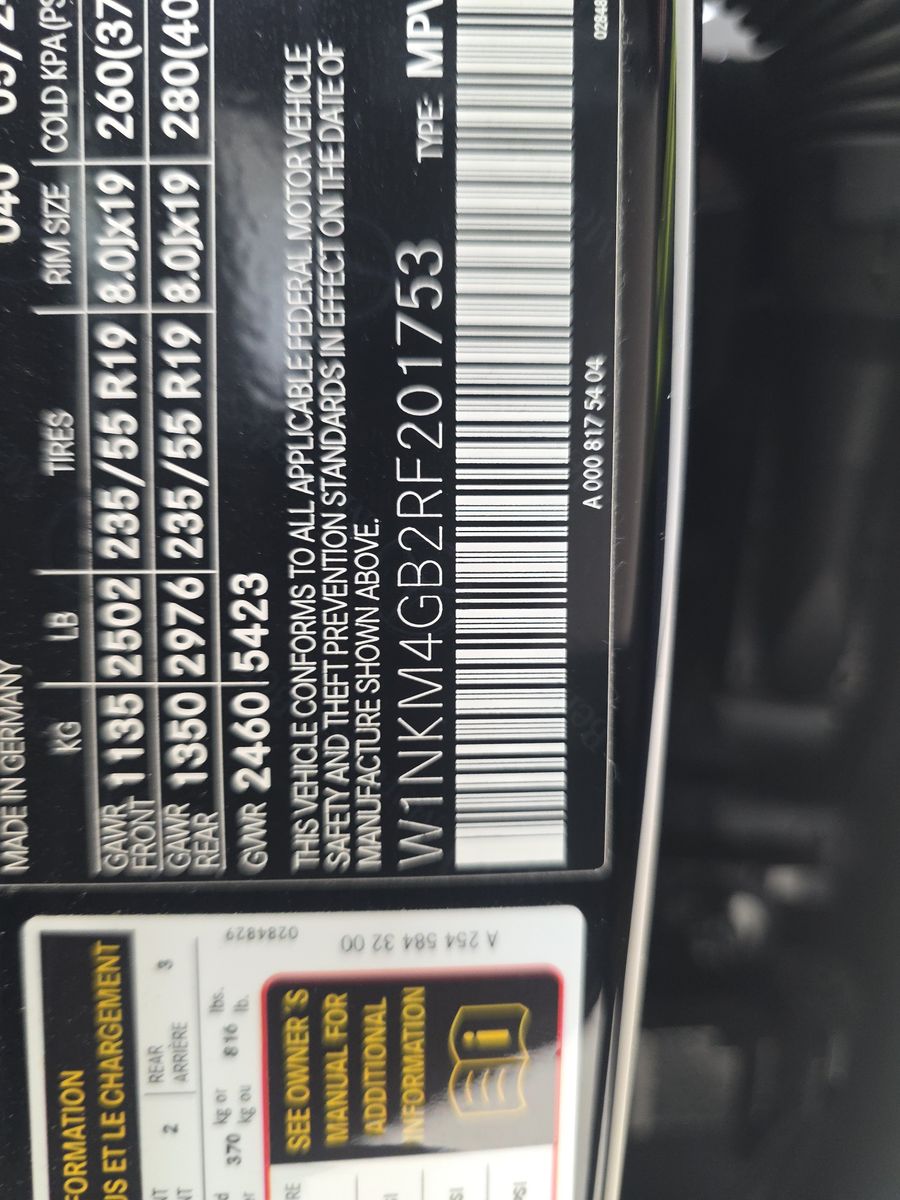 MADE IN GERMANY
KG LB TIRES RIM SIZE COLD KPA(PS
GAWR FRONT 1135 2502 235/55 R19 8.0Jx19 260(37
GAWR REAR 1350 2976 235/55 R19 8.0Jx19 280(40
GVWR 2460 5423
THIS VEHICLE CONFORMS TO ALL APPLICABLE FEDERAL MOTOR VEHICLE
SAFETY AND THEFT PREVENTION STANDARDS IN EFFECT ON THE DATE OF
MANUFACTURE SHOWN ABOVE.
W1NKM4GB2RF201753 TYPE: MPV
A 000 817 54 04
A 254 584 32 00
0284829
FORMATION
US ET LE CHARGEMENT
2 REAR 3
ARRIÈRE
370 kg or 816 lbs.
kg ou lb.
SEE OWNER´S
MANUAL FOR
ADDITIONAL
INFORMATION